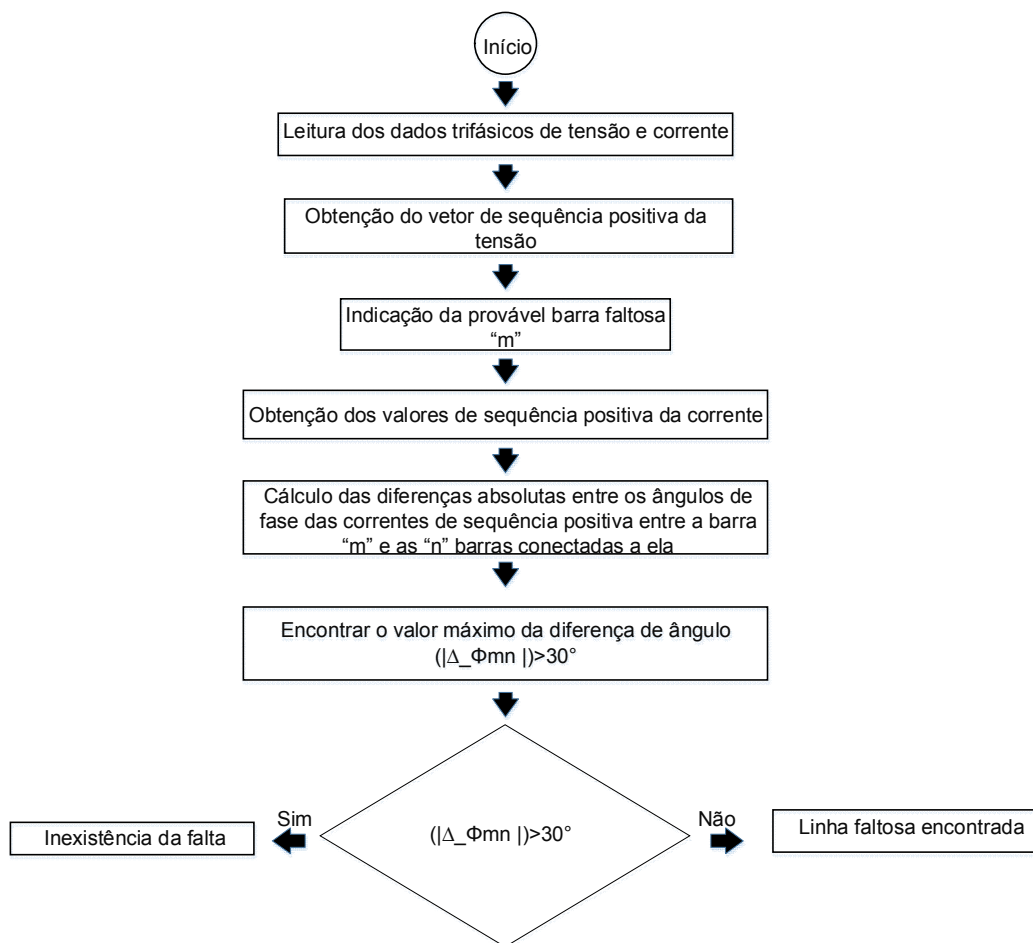 Início
Leitura dos dados trifásicos de tensão e corrente
Obtenção do vetor de sequência positiva da
tensão
Indicação da provável barra faltosa
“m”
Obtenção dos valores de sequência positiva da corrente
Cálculo das diferenças absolutas entre os ângulos de
fase das correntes de sequência positiva entre a barra
“m” e as “n” barras conectadas a ela
Encontrar o valor máximo da diferença de ângulo
(|Δ_Φmn |)>30°
(|Δ_Φmn |)>30°
Sim
Inexistência da falta
Não
Linha faltosa encontrada